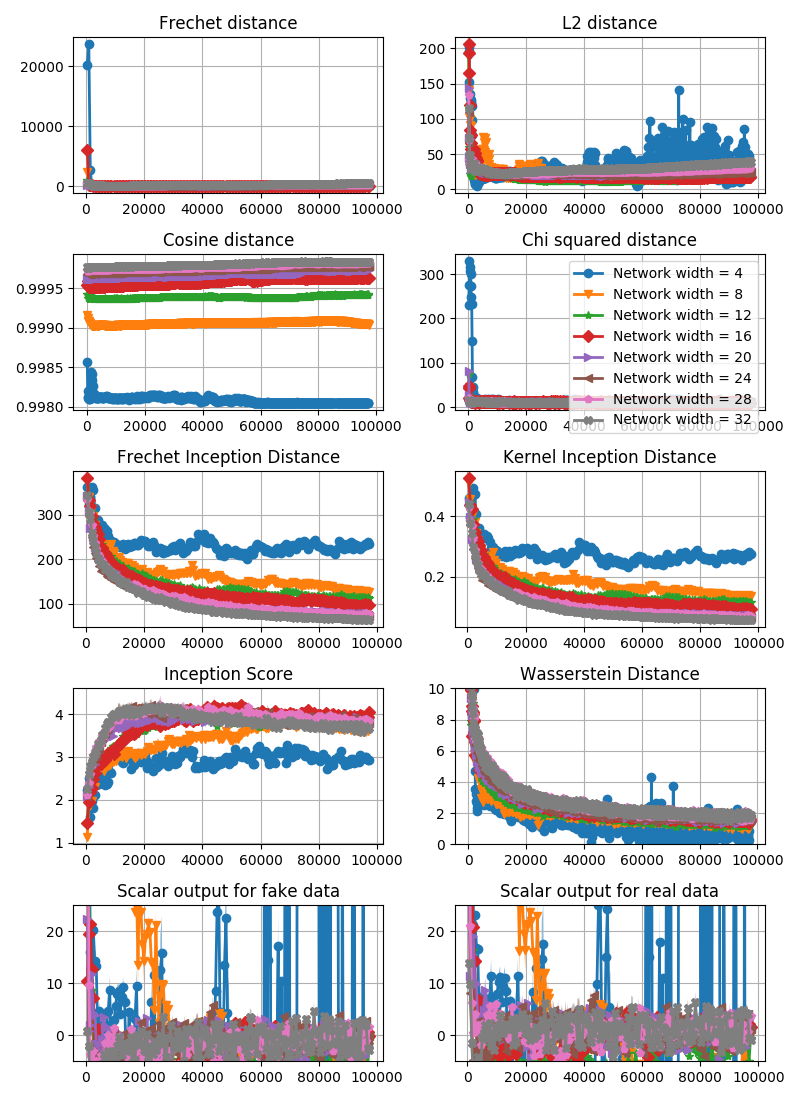 Frechet distance
L2 distance
20000
10000
0
0 20000 40000 60000 80000 100000
200
150
100
50
0
0 20000 40000 60000 80000 100000
Cosine distance
Chi squared distance
0.9995
0.9990
0.9985
0.9980
0 20000 40000 60000 80000 100000
300
200
100
0
0 20000 40000 60000 80000 100000
Network width = 4
Network width = 8
Network width = 12
Network width = 16
Network width = 20
Network width = 24
Network width = 28
Network width = 32
Frechet Inception Distance
Kernel Inception Distance
300
200
100
0 20000 40000 60000 80000 100000
0.4
0.2
0 20000 40000 60000 80000 100000
Inception Score
Wasserstein Distance
4
3
2
1
0 20000 40000 60000 80000 100000
10
8
6
4
2
0
0 20000 40000 60000 80000 100000
Scalar output for fake data
Scalar output for real data
20
10
0
0 20000 40000 60000 80000 100000
20
10
0
0 20000 40000 60000 80000 100000